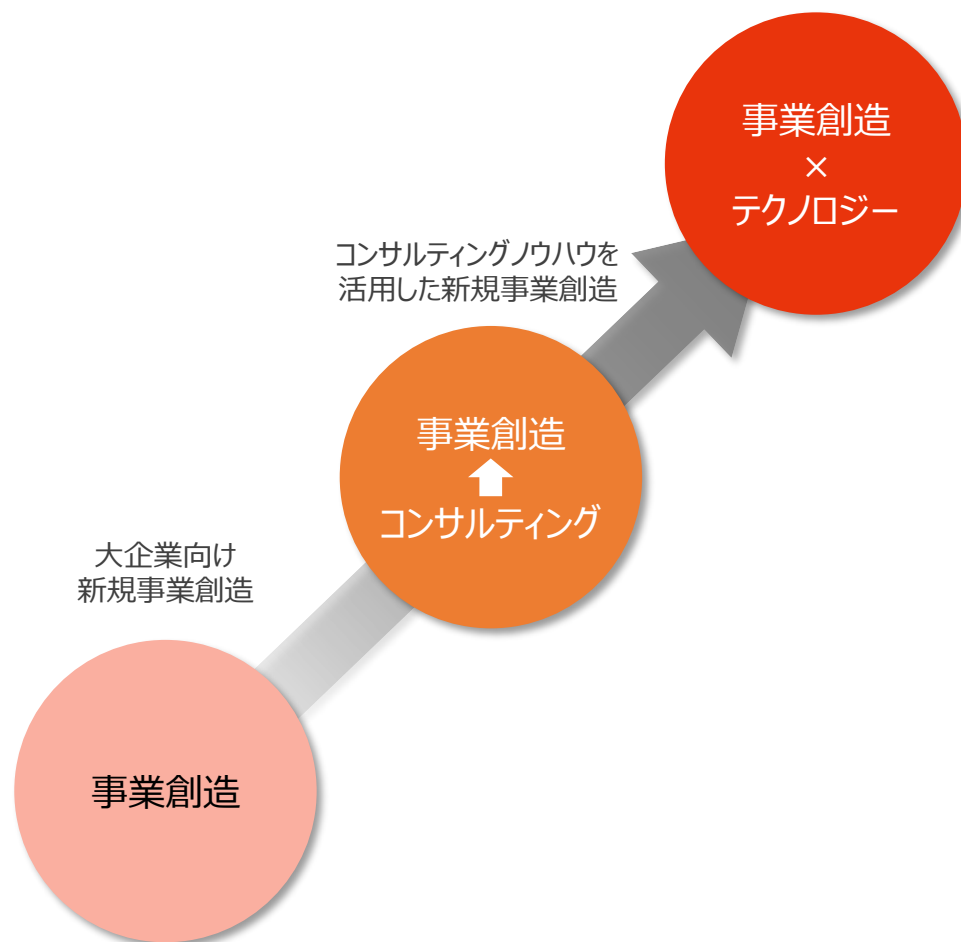 事業創造
×
テクノロジー
コンサルティングノウハウを
活用した新規事業創造
事業創造
コンサルティング
大企業向け
新規事業創造
事業創造